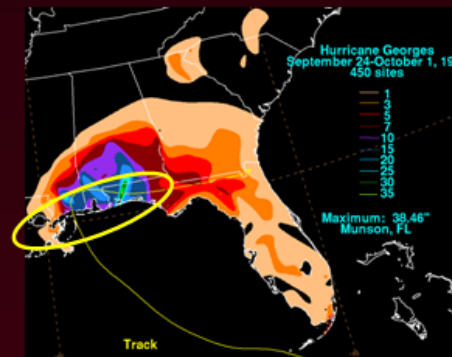 Hurricane Georges
September 24-October 1, 19
450 sites
1
3
5
7
10
15
20
25
30
35
Maximum: 38.46"
Munson, FL
Track